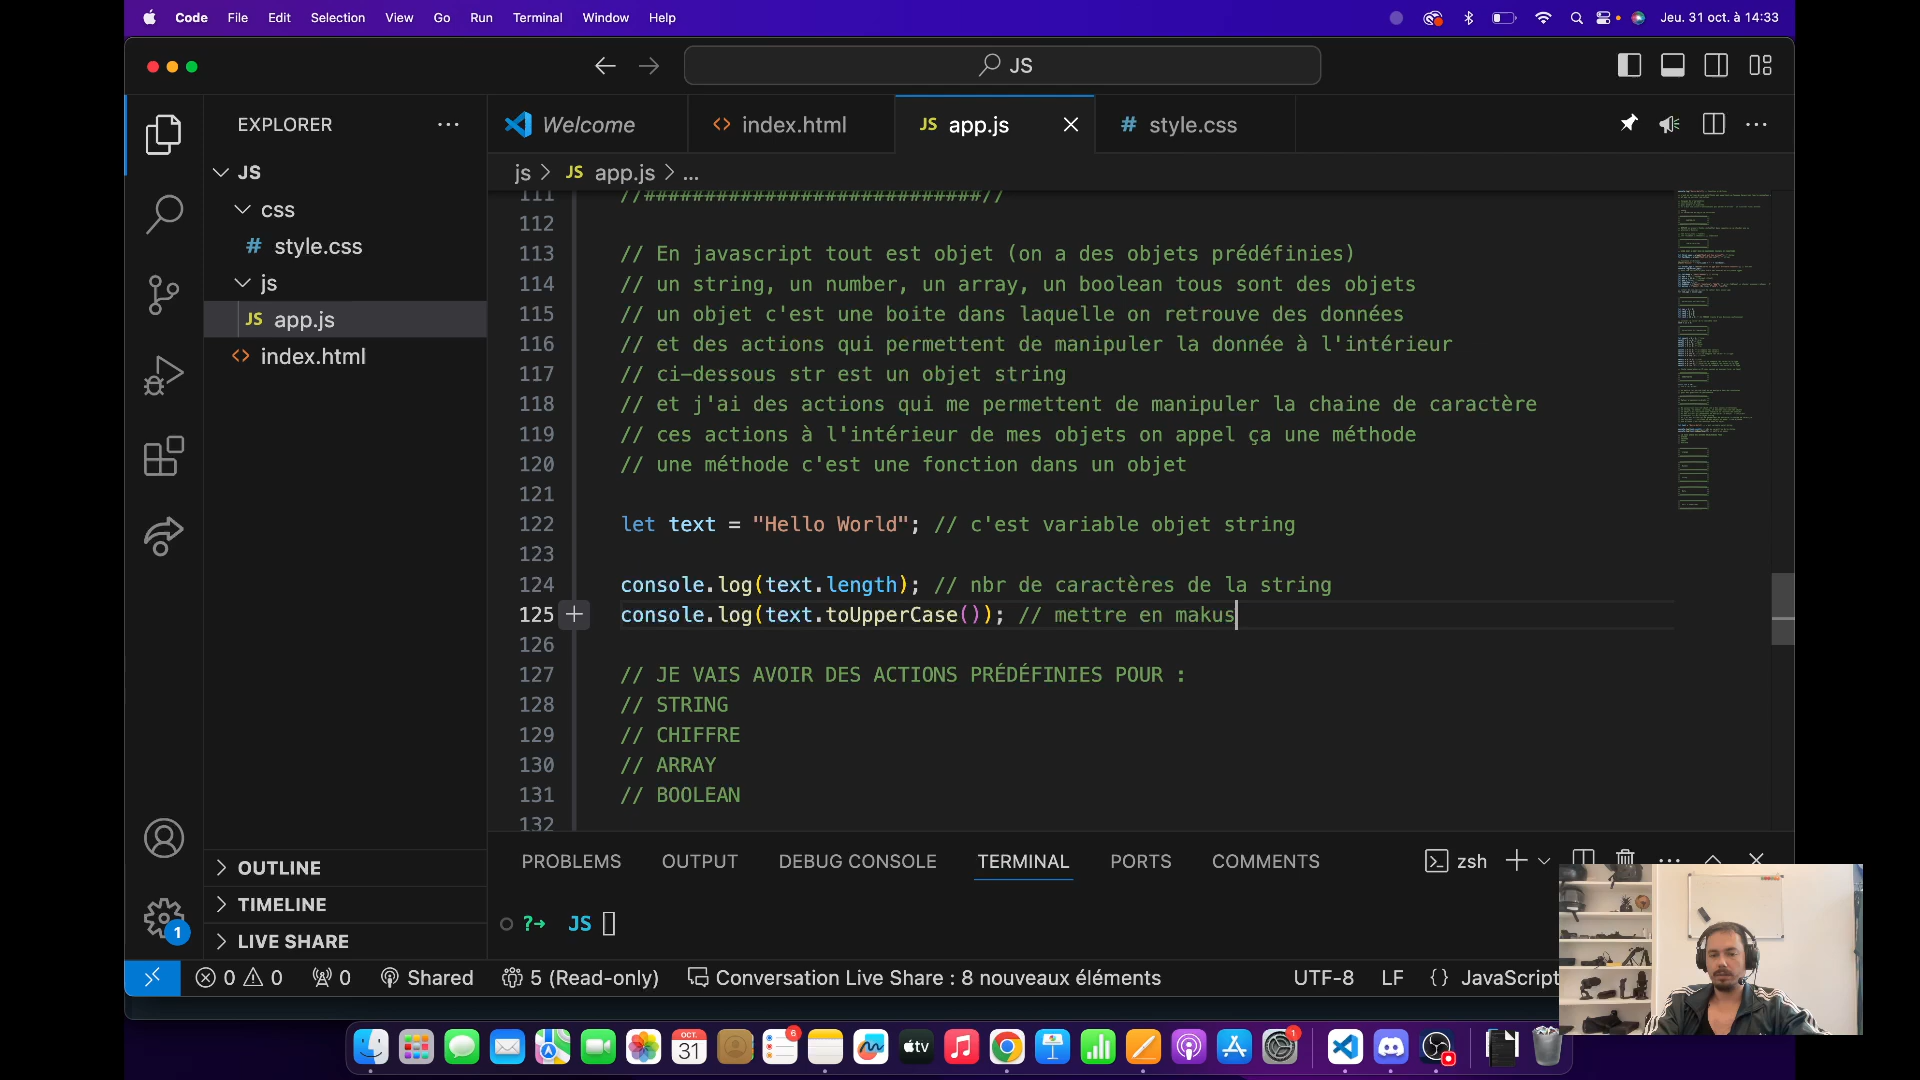 Code File Edit Selection View Go Run Terminal Window Help
Jeu. 31 oct. à 14:33
JS
EXPLORER
Welcome
index.html
JS app.js
# style.css
js > JS app.js > ...
JS
css
# style.css
js
JS app.js
index.html
111 //############################//
112
113 // En javascript tout est objet (on a des objets prédéfinies)
114 // un string, un number, un array, un boolean tous sont des objets
115 // un objet c'est une boite dans laquelle on retrouve des données
116 // et des actions qui permettent de manipuler la donnée à l'intérieur
117 // ci-dessous str est un objet string
118 // et j'ai des actions qui me permettent de manipuler la chaine de caractère
119 // ces actions à l'intérieur de mes objets on appel ça une méthode
120 // une méthode c'est une fonction dans un objet
121
122 let text = "Hello World"; // c'est variable objet string
123
124 console.log(text.length); // nbr de caractères de la string
125 console.log(text.toUpperCase()); // mettre en makus
126
127 // JE VAIS AVOIR DES ACTIONS PRÉDÉFINIES POUR :
128 // STRING
129 // CHIFFRE
130 // ARRAY
131 // BOOLEAN
132
OUTLINE
TIMELINE
LIVE SHARE
1
PROBLEMS OUTPUT DEBUG CONSOLE TERMINAL PORTS COMMENTS
zsh
?→ JS
0 0 0 Shared 5 (Read-only) Conversation Live Share : 8 nouveaux éléments
UTF-8 LF {} JavaScript
OCT.
31
6
tv
1